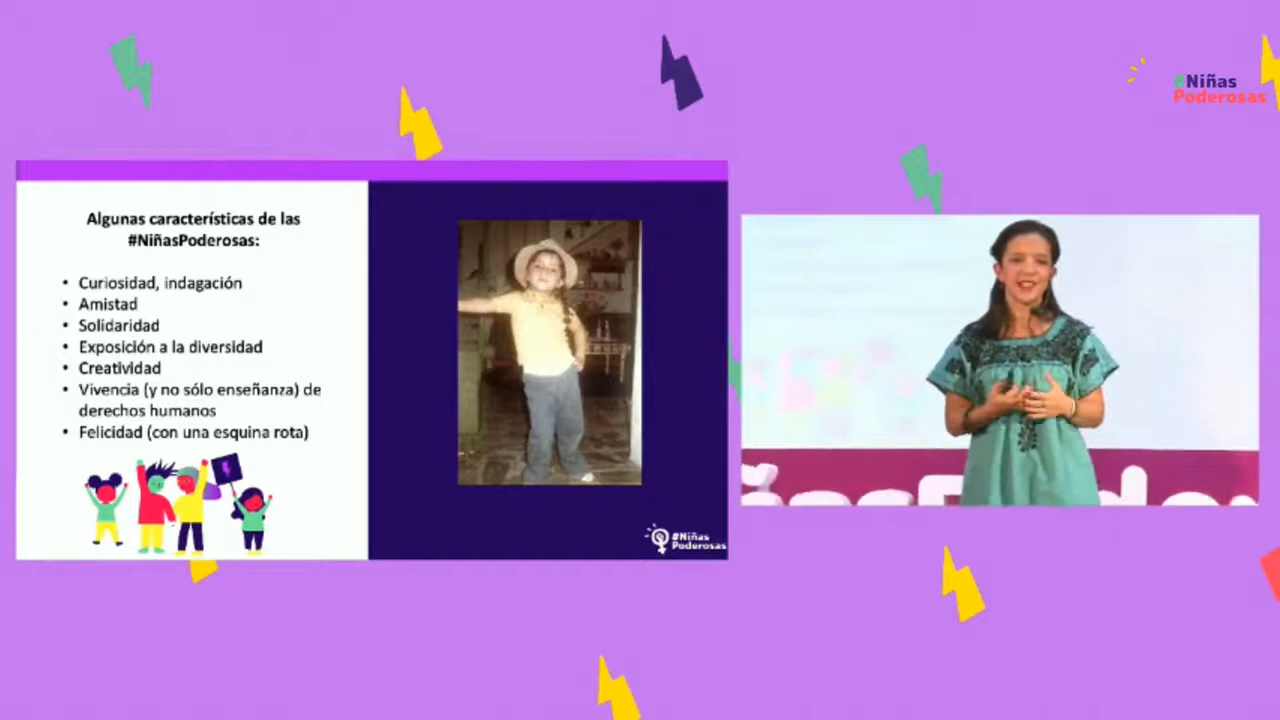 #Niñas
Poderosas
Algunas características de las
#NiñasPoderosas:
• Curiosidad, indagación
• Amistad
• Solidaridad
• Exposición a la diversidad
• Creatividad
• Vivencia (y no sólo enseñanza) de
derechos humanos
• Felicidad (con una esquina rota)
#Niñas
Poderosas